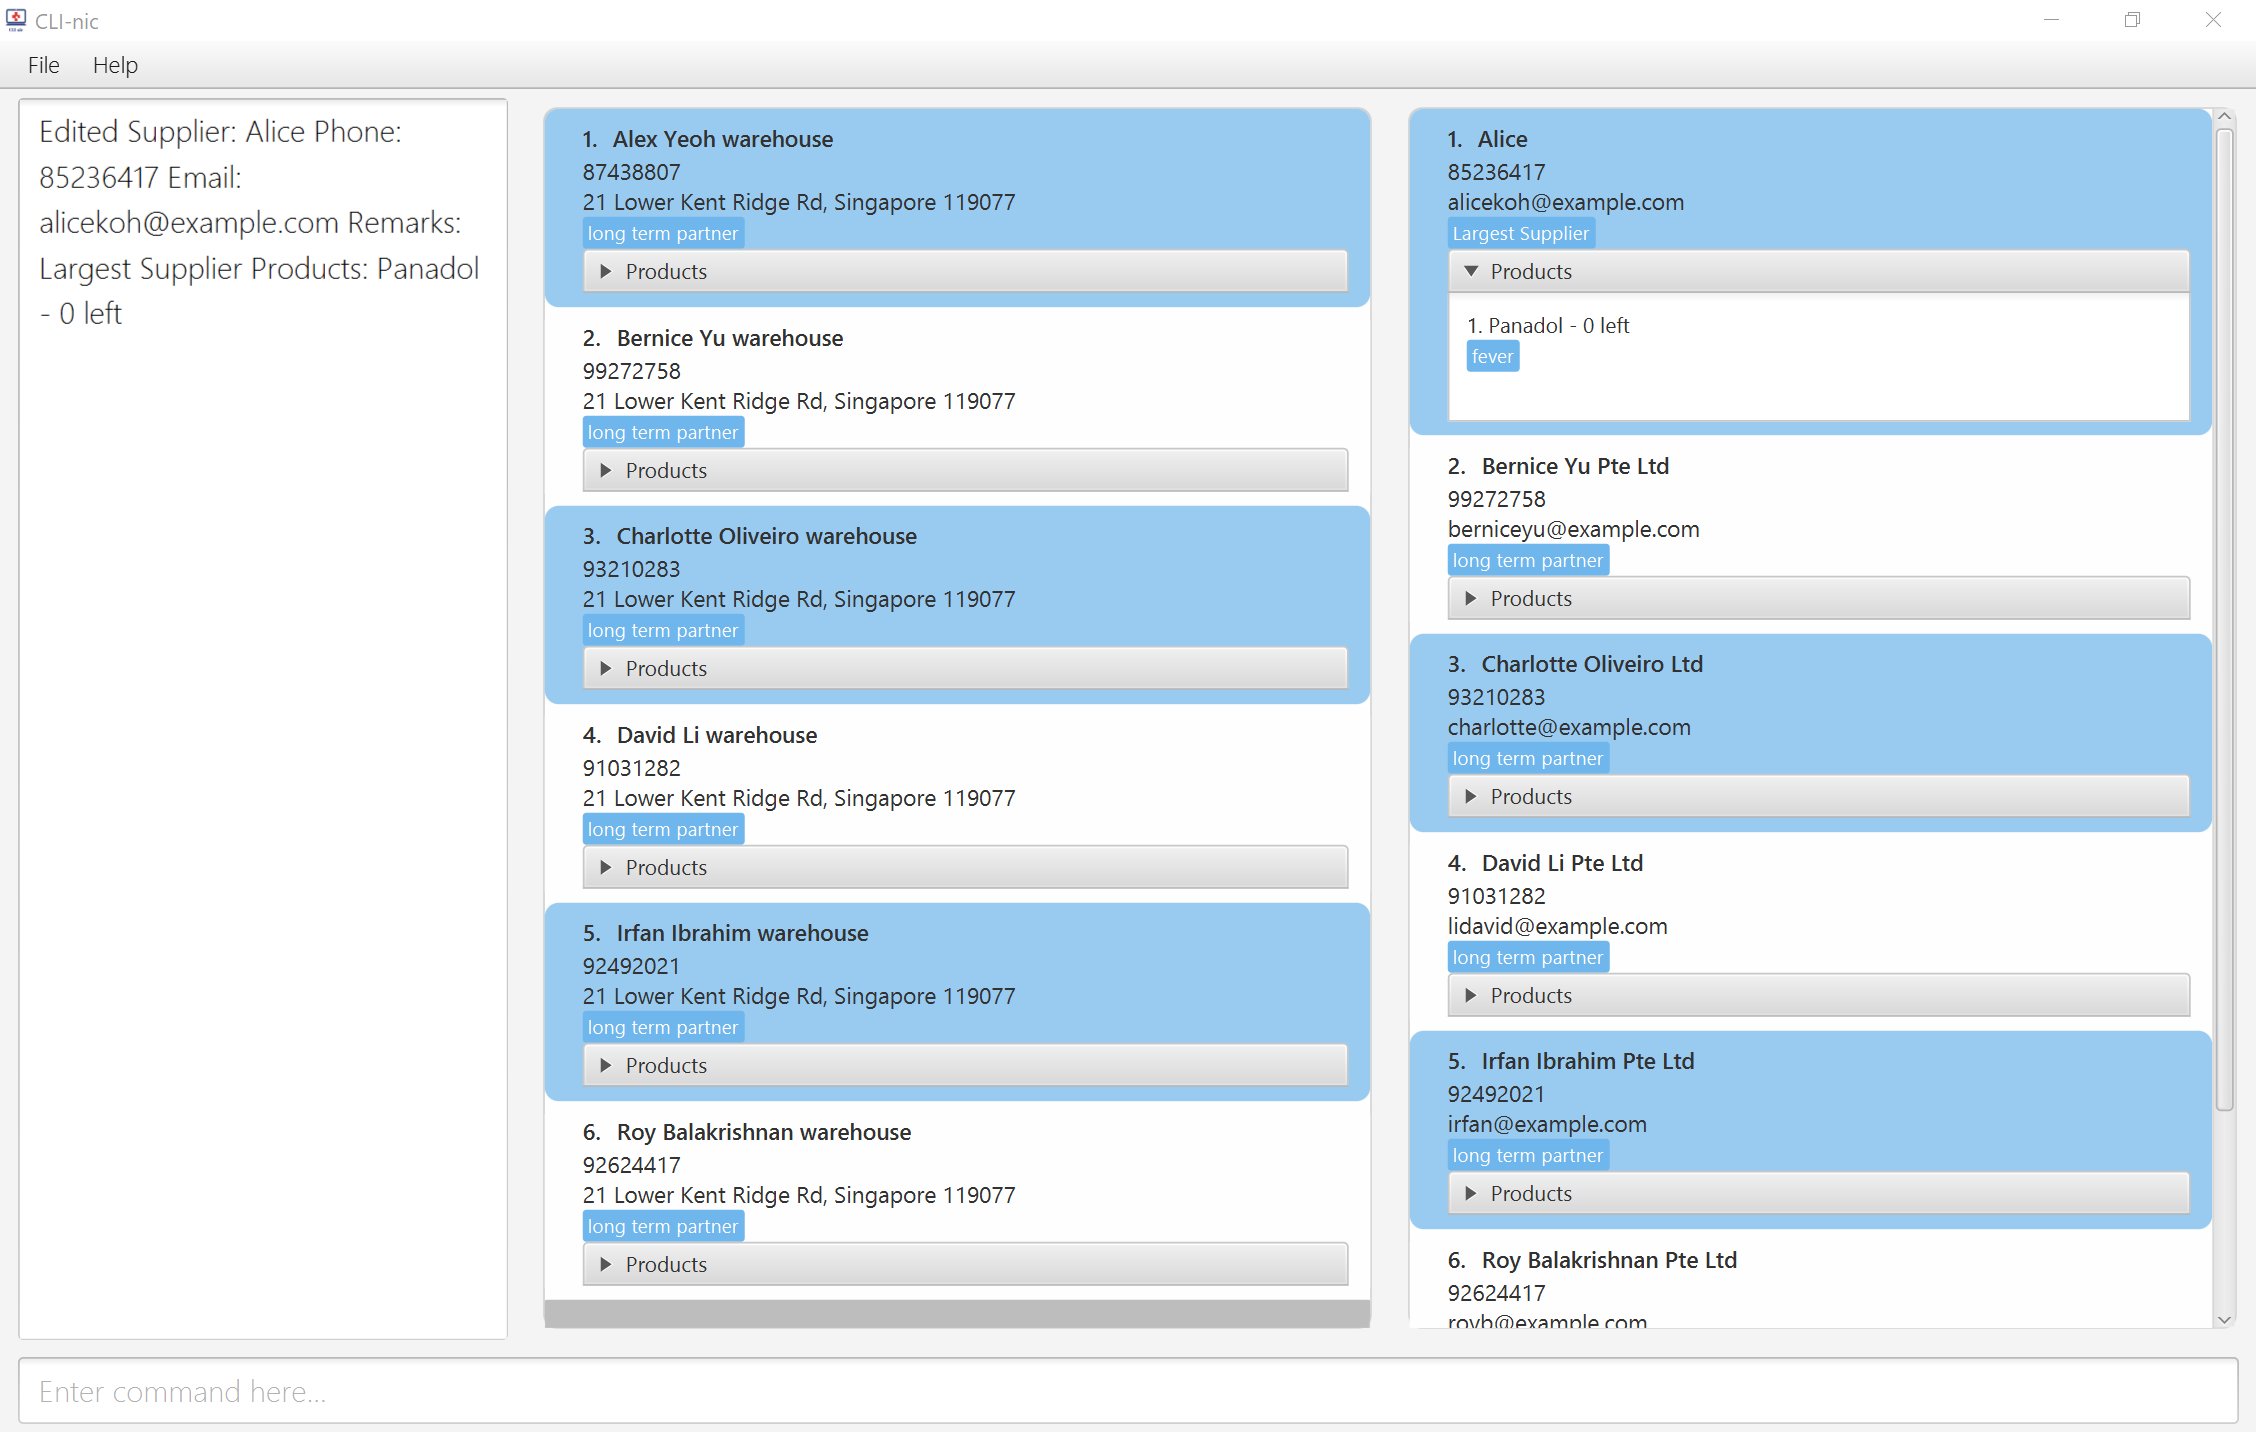 CLI-nic
File Help
Edited Supplier: Alice Phone:
85236417 Email:
alicekoh@example.com Remarks:
Largest Supplier Products: Panadol
- 0 left
1. Alex Yeoh warehouse
87438807
21 Lower Kent Ridge Rd, Singapore 119077
long term partner
Products
2. Bernice Yu warehouse
99272758
21 Lower Kent Ridge Rd, Singapore 119077
long term partner
Products
3. Charlotte Oliveiro warehouse
93210283
21 Lower Kent Ridge Rd, Singapore 119077
long term partner
Products
4. David Li warehouse
91031282
21 Lower Kent Ridge Rd, Singapore 119077
long term partner
Products
5. Irfan Ibrahim warehouse
92492021
21 Lower Kent Ridge Rd, Singapore 119077
long term partner
Products
6. Roy Balakrishnan warehouse
92624417
21 Lower Kent Ridge Rd, Singapore 119077
long term partner
Products
1. Alice
85236417
alicekoh@example.com
Largest Supplier
Products
1. Panadol - 0 left
fever
2. Bernice Yu Pte Ltd
99272758
berniceyu@example.com
long term partner
Products
3. Charlotte Oliveiro Ltd
93210283
charlotte@example.com
long term partner
Products
4. David Li Pte Ltd
91031282
lidavid@example.com
long term partner
Products
5. Irfan Ibrahim Pte Ltd
92492021
irfan@example.com
long term partner
Products
6. Roy Balakrishnan Pte Ltd
92624417
royb@example.com
Enter command here...